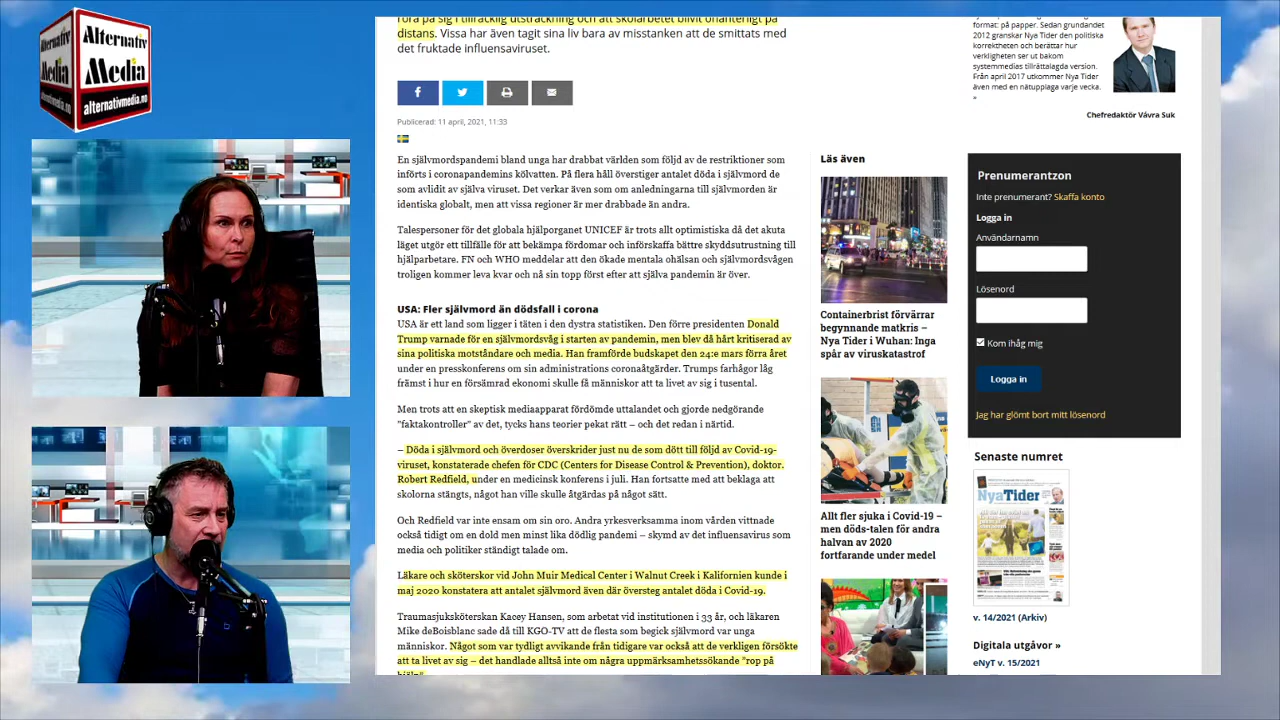 Alternativ
Media
Alternativ
Media
alternativmedia.no
röra på sig i tillräcklig utsträckning och att skolarbetet blivit ohanterligt på
distans. Vissa har även tagit sina liv bara av misstanken att de smittats med
det fruktade influensaviruset.
Publicerad: 11 april, 2021, 11:33
En självmordspandemi bland unga har drabbat världen som följd av de restriktioner som
införts i coronapandemins kölvatten. På flera håll överstiger antalet döda i självmord de
som avlidit av själva viruset. Det verkar även som om anledningarna till självmorden är
identiska globalt, men att vissa regioner är mer drabbade än andra.
Talespersoner för det globala hjälporganet UNICEF är trots allt optimistiska då det akuta
läget utgör ett tillfälle för att bekämpa fördomar och införskaffa bättre skyddsutrustning till
hjälparbetare. FN och WHO meddelar att den ökade mentala ohälsan och självmordsvågen
troligen kommer leva kvar och nå sin topp först efter att själva pandemin är över.
USA: Fler självmord än dödsfall i corona
USA är ett land som ligger i täten i den dystra statistiken. Den förre presidenten Donald
Trump varnade för en självmordsvåg i starten av pandemin, men blev då hårt kritiserad av
sina politiska motståndare och media. Han framförde budskapet den 24:e mars förra året
under en presskonferens om sin administrations coronaåtgärder. Trumps farhågor låg
främst i hur en försämrad ekonomi skulle få människor att ta livet av sig i tusental.
Men trots att en skeptisk mediaapparat fördömde uttalandet och gjorde nedgörande
"faktakontroller" av det, tycks hans teorier pekat rätt – och det redan i närtid.
– Döda i självmord och överdoser överskrider just nu de som dött till följd av Covid-19-
viruset, konstaterade chefen för CDC (Centers for Disease Control & Prevention), doktor.
Robert Redfield, under en medicinsk konferens i juli. Han fortsatte med att beklaga att
skolorna stängts, något han ville skulle åtgärdas på något sätt.
Och Redfield var inte ensam om sin oro. Andra yrkesverksamma inom vården vittnade
också tidigt om en dold men minst lika dödlig pandemi – skymd av det influensavirus som
media och politiker ständigt talade om.
Läkare och sköterskor vid John Muir Medical Center i Walnut Creek i Kalifornien kunde i
maj 2020 konstatera att antalet självmord även där översteg antalet döda i Covid-19.
Traumasjuksköterskan Kacey Hansen, som arbetat vid institutionen i 33 år, och läkaren
Mike deBoisblanc sade då till KGO-TV att de flesta som begick självmord var unga
människor. Något som var tydligt avvikande från tidigare var också att de verkligen försökte
att ta livet av sig – det handlade alltså inte om några uppmärksamhetssökande "rop på
hjälp"
Läs även
Containerbrist förvärrar
begynnande matkris –
Nya Tider i Wuhan: Inga
spår av viruskatastrof
Allt fler sjuka i Covid-19 –
men döds-talen för andra
halvan av 2020
fortfarande under medel
format: på papper. Sedan grundandet
2012 granskar Nya Tider den politiska
korrektheten och berättar hur
verkligheten ser ut bakom
systemmedias tillrättalagda version.
Från april 2017 utkommer Nya Tider
även med en nätupplaga varje vecka.
»
Chefredaktör Vávra Suk
Prenumerantzon
Inte prenumerant? Skaffa konto
Logga in
Användarnamn
Lösenord
Kom ihåg mig
Logga in
Jag har glömt bort mitt lösenord
Senaste numret
NyaTider
v. 14/2021 (Arkiv)
Digitala utgåvor »
eNyT v. 15/2021